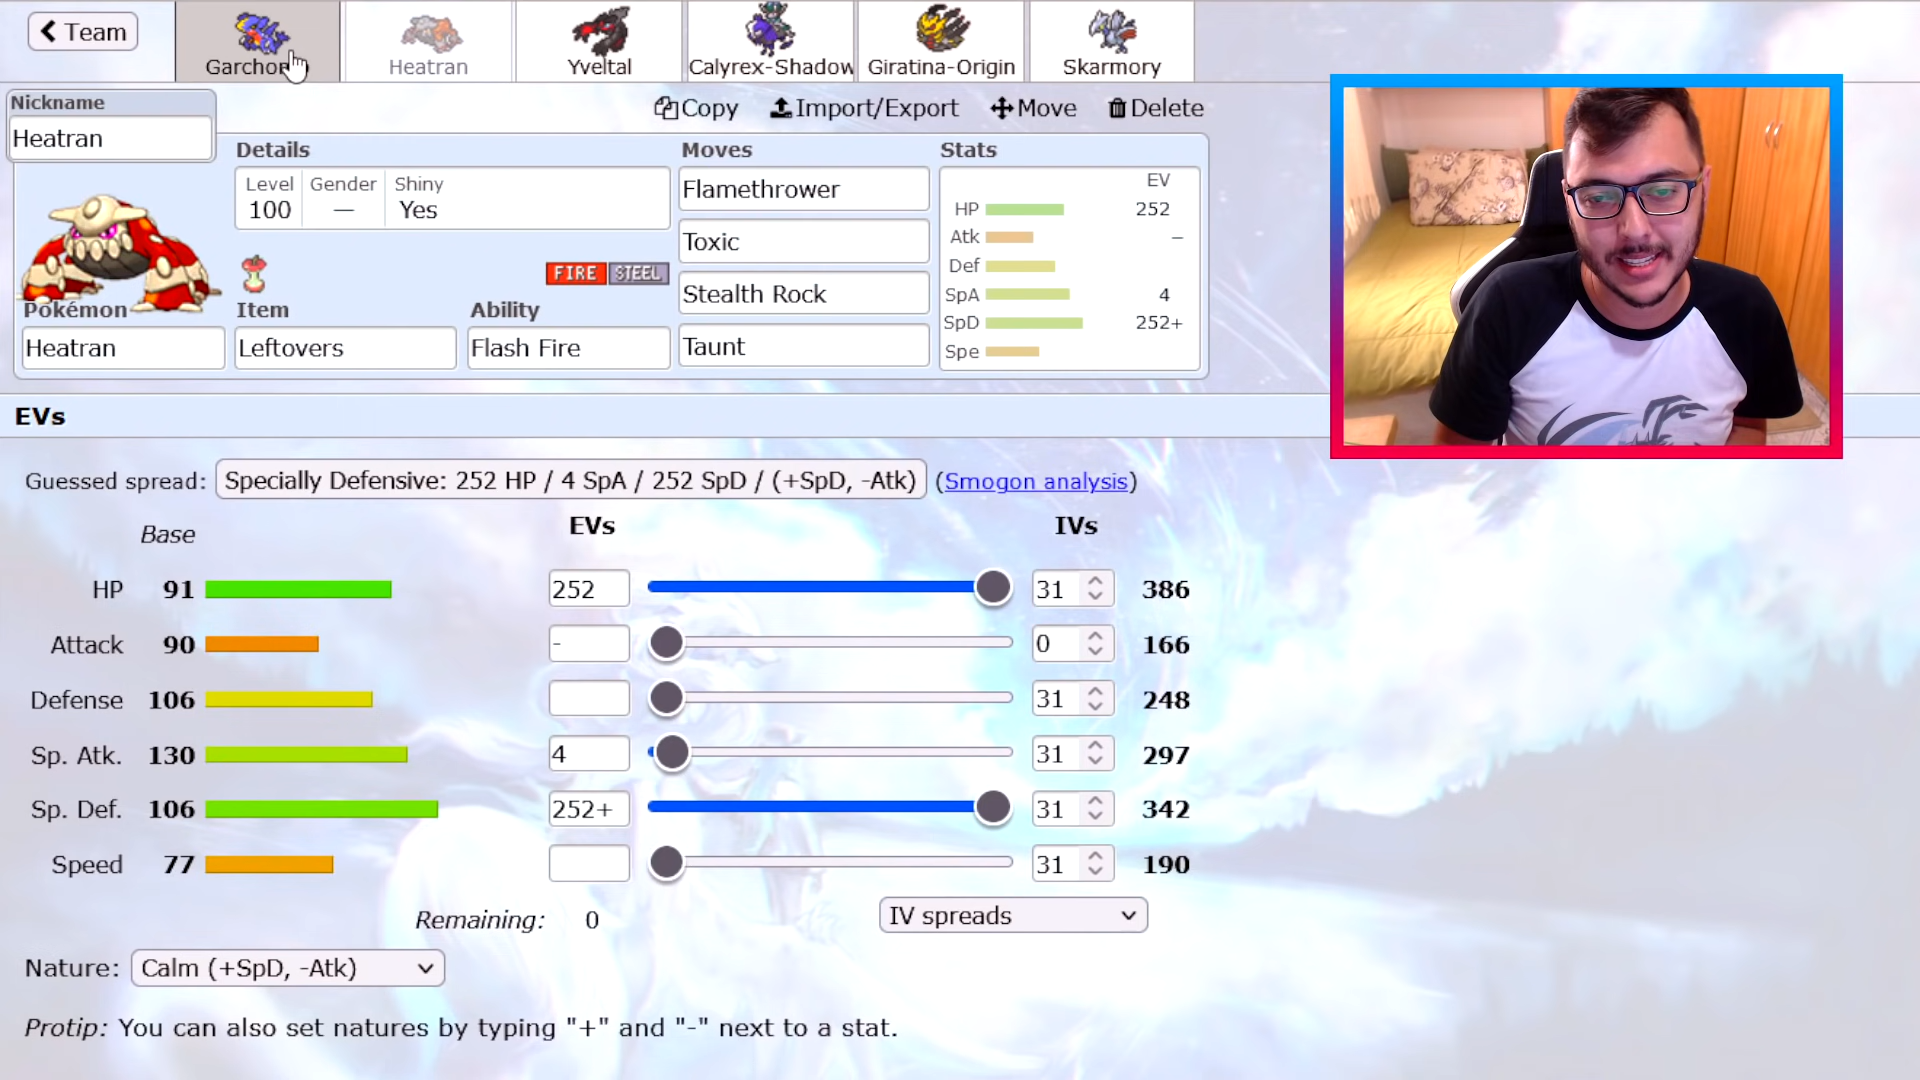 Team
Heatran
Yveltal
Calyrex-Shadow
Giratina-Origin
Skarmory
Nickname
Heatran
Copy
Import/Export
Move
Delete
Details
Moves
Stats
Level
Gender
Shiny
100
—
Yes
Flamethrower
Toxic
Stealth Rock
Taunt
EV
HP 252
Atk –
Def
SpA 4
SpD 252+
Spe
FIRE STEEL
Pokémon
Item
Ability
Heatran
Leftovers
Flash Fire
EVs
Guessed spread: Specially Defensive: 252 HP / 4 SpA / 252 SpD / (+SpD, -Atk) (Smogon analysis)
Base EVs IVs
HP 91 252 31 386
Attack 90 - 0 166
Defense 106 31 248
Sp. Atk. 130 4 31 297
Sp. Def. 106 252+ 31 342
Speed 77 31 190
Remaining: 0 IV spreads
Nature: Calm (+SpD, -Atk)
Protip: You can also set natures by typing "+" and "-" next to a stat.